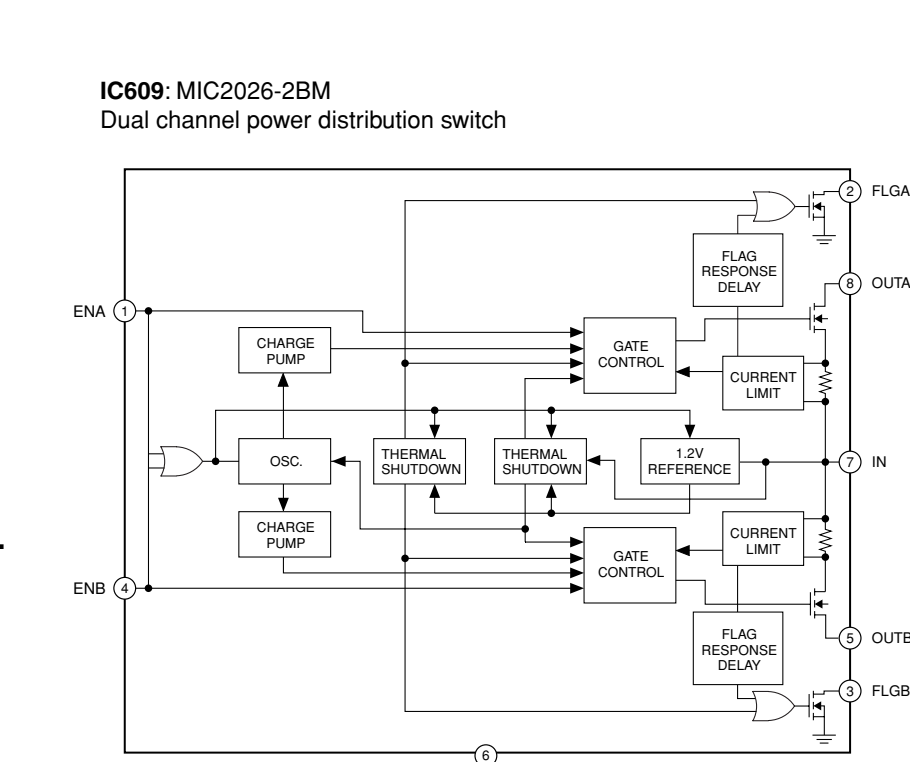 IC609: MIC2026-2BM
Dual channel power distribution switch
2 FLGA
FLAG
RESPONSE
DELAY
8 OUTA
ENA 1
CHARGE
PUMP
GATE
CONTROL
CURRENT
LIMIT
OSC.
THERMAL
SHUTDOWN
THERMAL
SHUTDOWN
1.2V
REFERENCE
7 IN
CHARGE
PUMP
GATE
CONTROL
CURRENT
LIMIT
ENB 4
FLAG
RESPONSE
DELAY
5 OUTB
3 FLGB
6